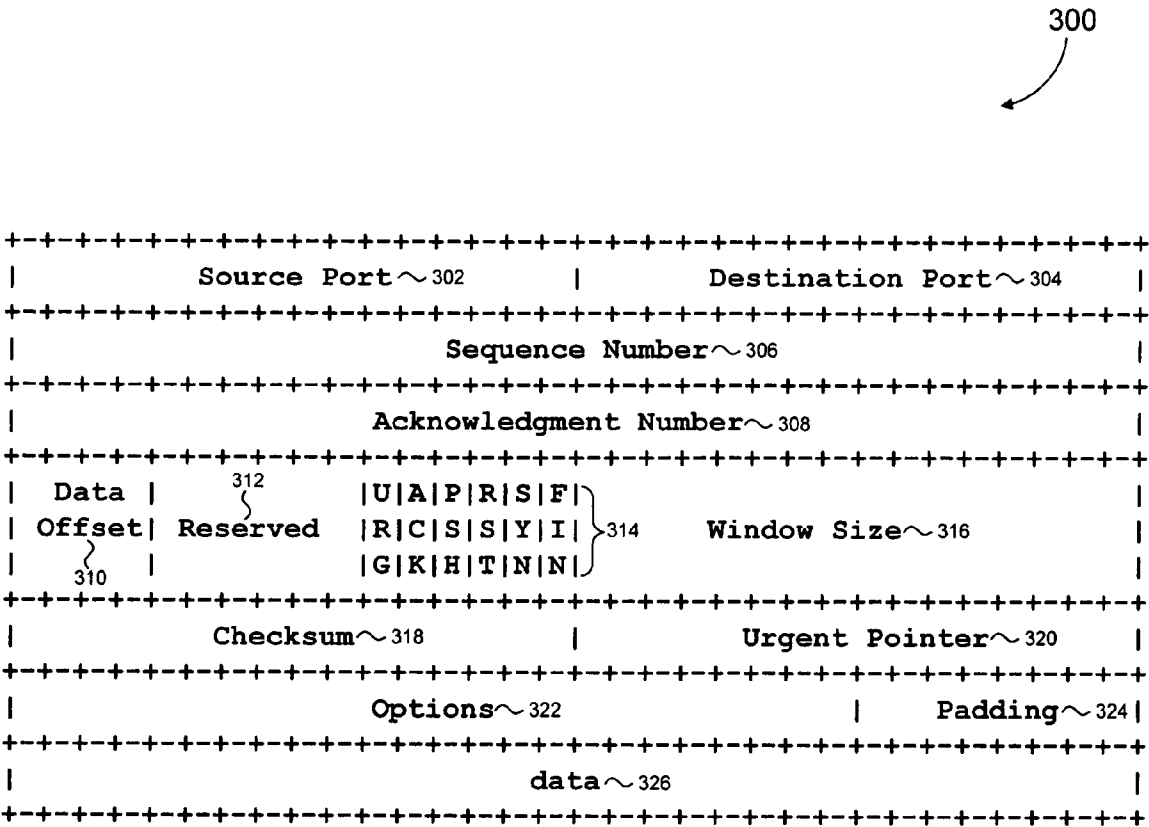 300
+-+-+-+-+-+-+-+-+-+-+-+-+-+-+-+-+-+-+-+-+-+-+-+-+-+-+-+-+-+-+-+-+
| Source Port~302 | Destination Port~304 |
+-+-+-+-+-+-+-+-+-+-+-+-+-+-+-+-+-+-+-+-+-+-+-+-+-+-+-+-+-+-+-+-+
| Sequence Number~306 |
+-+-+-+-+-+-+-+-+-+-+-+-+-+-+-+-+-+-+-+-+-+-+-+-+-+-+-+-+-+-+-+-+
| Acknowledgment Number~308 |
+-+-+-+-+-+-+-+-+-+-+-+-+-+-+-+-+-+-+-+-+-+-+-+-+-+-+-+-+-+-+-+-+
312
| Data | |U|A|P|R|S|F| |
| Offset| Reserved |R|C|S|S|Y|I| 314 Window Size~316 |
| 310 | |G|K|H|T|N|N| |
+-+-+-+-+-+-+-+-+-+-+-+-+-+-+-+-+-+-+-+-+-+-+-+-+-+-+-+-+-+-+-+-+
| Checksum~318 | Urgent Pointer~320 |
+-+-+-+-+-+-+-+-+-+-+-+-+-+-+-+-+-+-+-+-+-+-+-+-+-+-+-+-+-+-+-+-+
| Options~322 | Padding~324|
+-+-+-+-+-+-+-+-+-+-+-+-+-+-+-+-+-+-+-+-+-+-+-+-+-+-+-+-+-+-+-+-+
| data~326 |
+-+-+-+-+-+-+-+-+-+-+-+-+-+-+-+-+-+-+-+-+-+-+-+-+-+-+-+-+-+-+-+-+